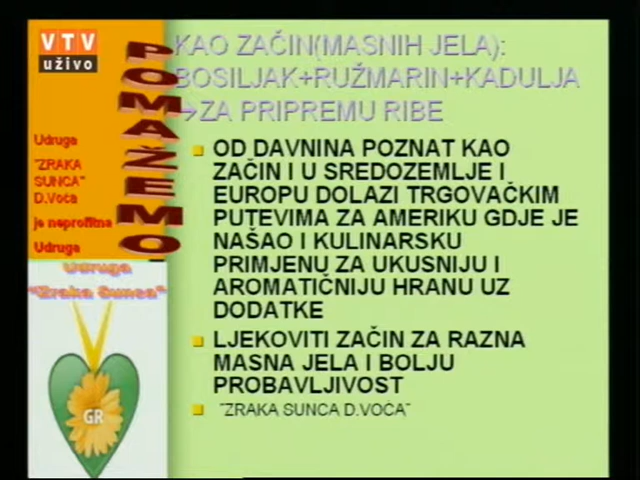 VTV
uživo
POMAŽEMO
Udruga
"ZRAKA
SUNCA"
D.Voća
je neprofitna
Udruga
Udruga
"Zraka Sunca"
GR
KAO ZAČIN(MASNIH JELA):
BOSILJAK+RUŽMARIN+KADULJA
→ZA PRIPREMU RIBE
OD DAVNINA POZNAT KAO
ZAČIN I U SREDOZEMLJE I
EUROPU DOLAZI TRGOVAČKIM
PUTEVIMA ZA AMERIKU GDJE JE
NAŠAO I KULINARSKU
PRIMJENU ZA UKUSNIJU I
AROMATIČNIJU HRANU UZ
DODATKE
LJEKOVITI ZAČIN ZA RAZNA
MASNA JELA I BOLJU
PROBAVLJIVOST
"ZRAKA SUNCA D.VOĆA"